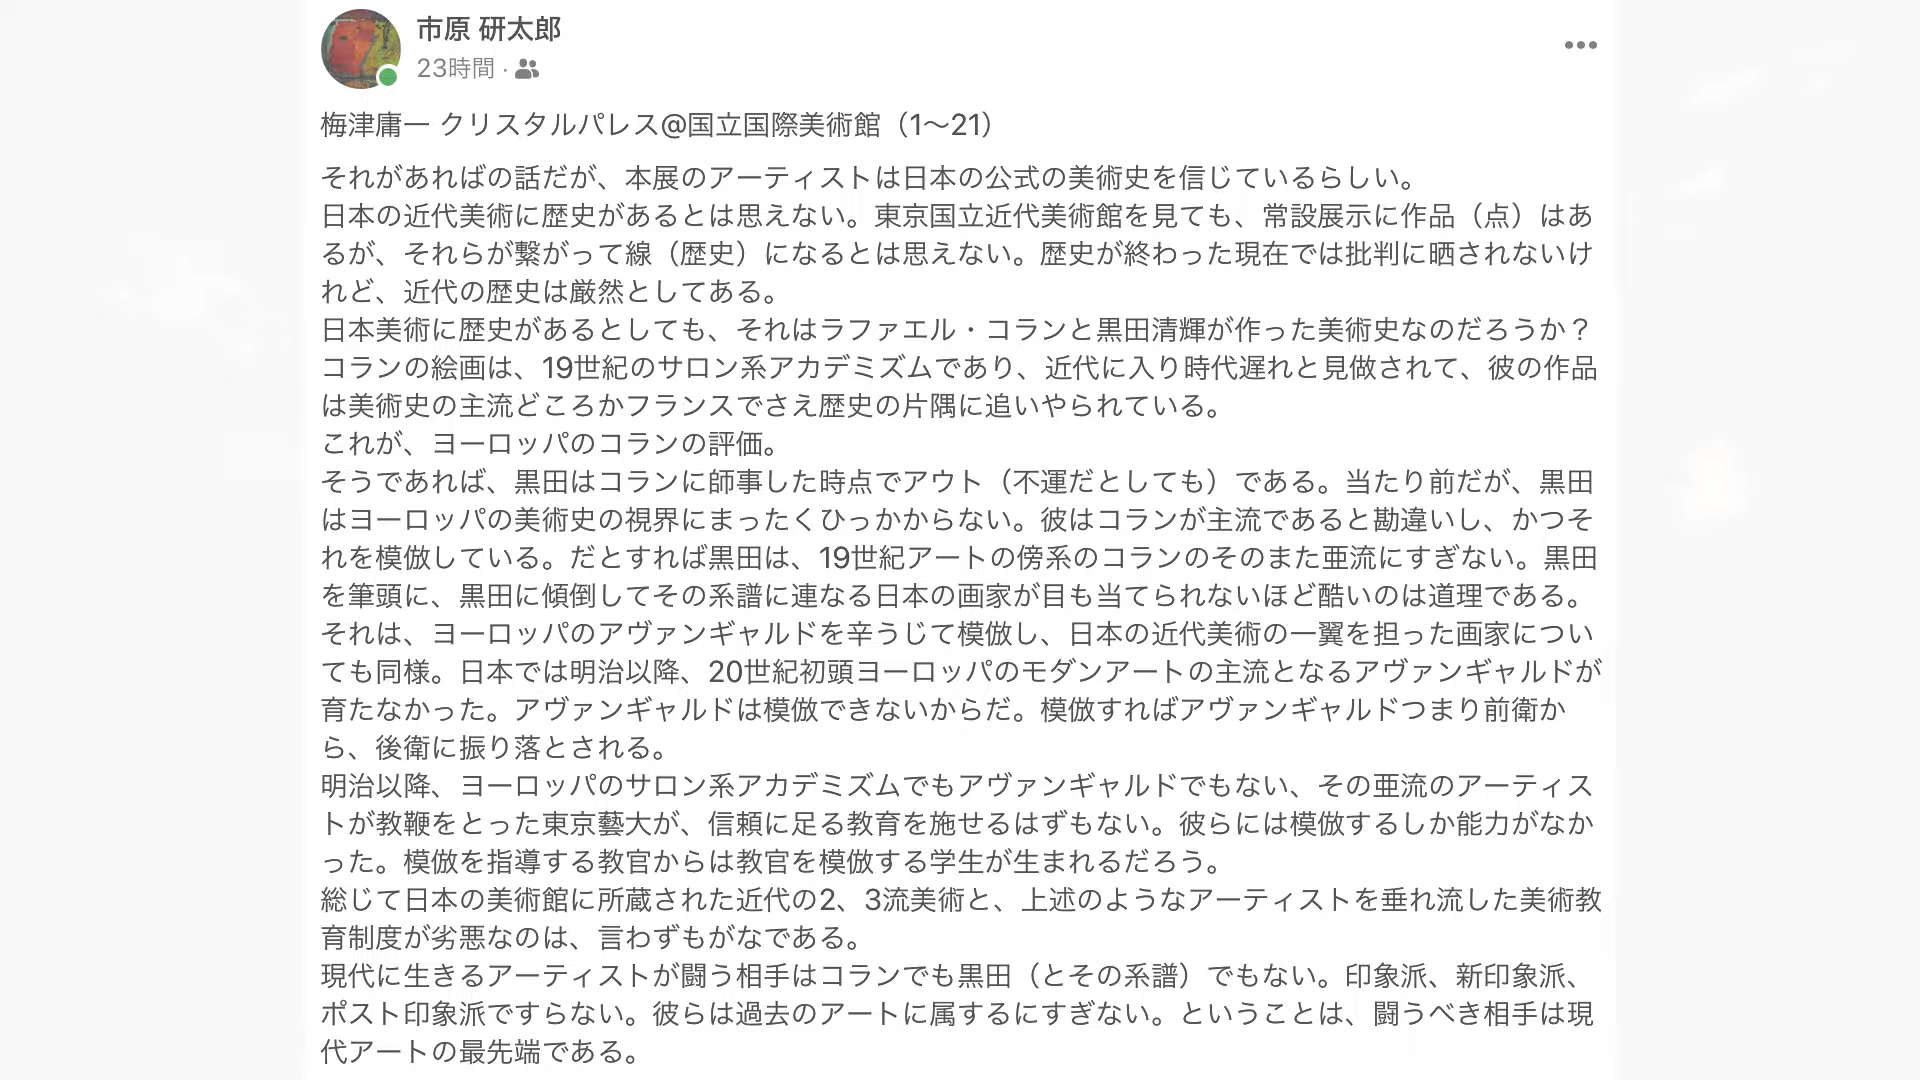 市原 研太郎
23時間 ·
梅津庸一 クリスタルパレス@国立国際美術館（1〜21）
それがあればの話だが、本展のアーティストは日本の公式の美術史を信じているらしい。
日本の近代美術に歴史があるとは思えない。東京国立近代美術館を見ても、常設展示に作品（点）はあ
るが、それらが繋がって線（歴史）になるとは思えない。歴史が終わった現在では批判に晒されないけ
れど、近代の歴史は厳然としてある。
日本美術に歴史があるとしても、それはラファエル・コランと黒田清輝が作った美術史なのだろうか？
コランの絵画は、19世紀のサロン系アカデミズムであり、近代に入り時代遅れと見做されて、彼の作品
は美術史の主流どころかフランスでさえ歴史の片隅に追いやられている。
これが、ヨーロッパのコランの評価。
そうであれば、黒田はコランに師事した時点でアウト（不運だとしても）である。当たり前だが、黒田
はヨーロッパの美術史の視界にまったくひっかからない。彼はコランが主流であると勘違いし、かつそ
れを模倣している。だとすれば黒田は、19世紀アートの傍系のコランのそのまた亜流にすぎない。黒田
を筆頭に、黒田に傾倒してその系譜に連なる日本の画家が目も当てられないほど酷いのは道理である。
それは、ヨーロッパのアヴァンギャルドを辛うじて模倣し、日本の近代美術の一翼を担った画家につい
ても同様。日本では明治以降、20世紀初頭ヨーロッパのモダンアートの主流となるアヴァンギャルドが
育たなかった。アヴァンギャルドは模倣できないからだ。模倣すればアヴァンギャルドつまり前衛か
ら、後衛に振り落とされる。
明治以降、ヨーロッパのサロン系アカデミズムでもアヴァンギャルドでもない、その亜流のアーティス
トが教鞭をとった東京藝大が、信頼に足る教育を施せるはずもない。彼らには模倣するしか能力がなか
った。模倣を指導する教官からは教官を模倣する学生が生まれるだろう。
総じて日本の美術館に所蔵された近代の2、3流美術と、上述のようなアーティストを垂れ流した美術教
育制度が劣悪なのは、言わずもがなである。
現代に生きるアーティストが闘う相手はコランでも黒田（とその系譜）でもない。印象派、新印象派、
ポスト印象派ですらない。彼らは過去のアートに属するにすぎない。ということは、闘うべき相手は現
代アートの最先端である。